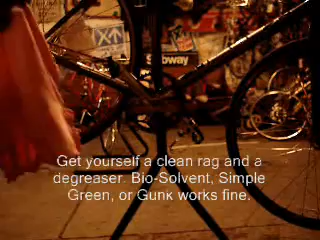 Subway
Get yourself a clean rag and a
degreaser. Bio-Solvent, Simple
Green, or Gunk works fine.